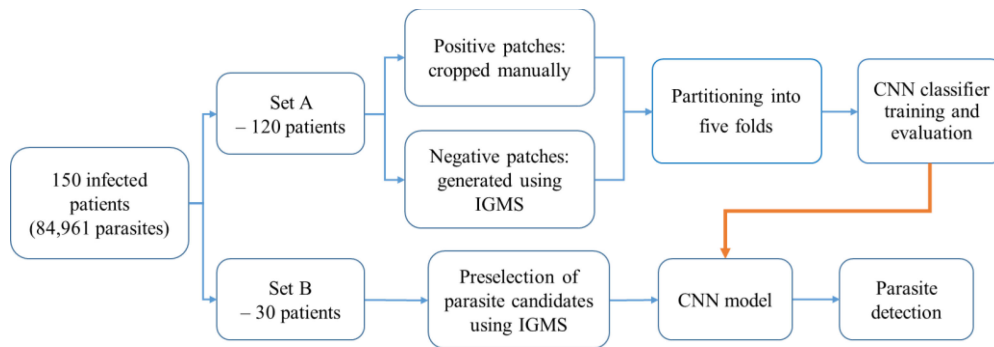 150 infected
patients
(84,961 parasites)
Set A
– 120 patients
Positive patches:
cropped manually
Negative patches:
generated using
IGMS
Partitioning into
five folds
CNN classifier
training and
evaluation
Set B
– 30 patients
Preselection of
parasite candidates
using IGMS
CNN model
Parasite
detection